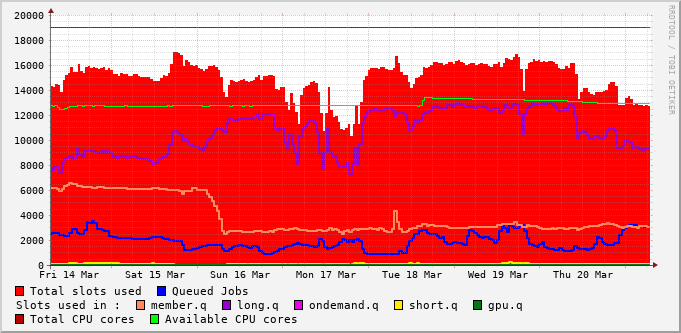 20000
18000
16000
14000
12000
10000
8000
6000
4000
2000
0
Fri 14 Mar Sat 15 Mar Sun 16 Mar Mon 17 Mar Tue 18 Mar Wed 19 Mar Thu 20 Mar
RRDTOOL / TOBI OETIKER
Total slots used Queued Jobs
Slots used in : member.q long.q ondemand.q short.q gpu.q
Total CPU cores Available CPU cores